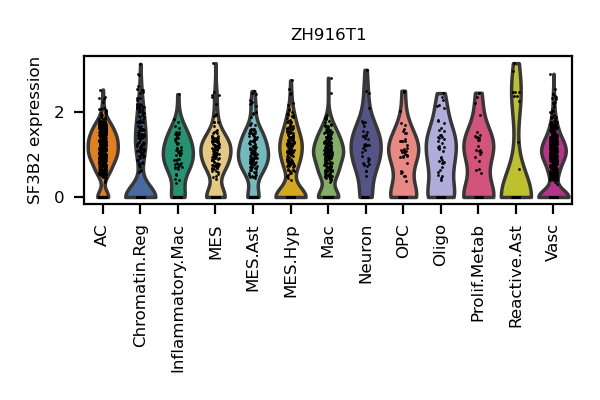 ZH916T1
SF3B2 expression
2
0
AC
Chromatin.Reg
Inflammatory.Mac
MES
MES.Ast
MES.Hyp
Mac
Neuron
OPC
Oligo
Prolif.Metab
Reactive.Ast
Vasc